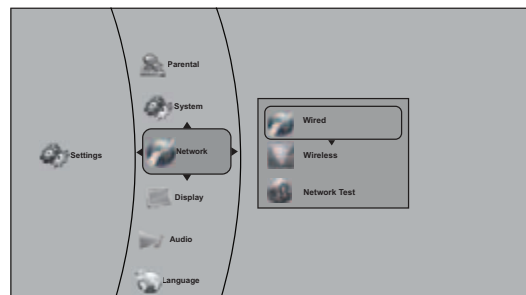 Settings
Parental
System
Network
Display
Audio
Language
Wired
Wireless
Network Test